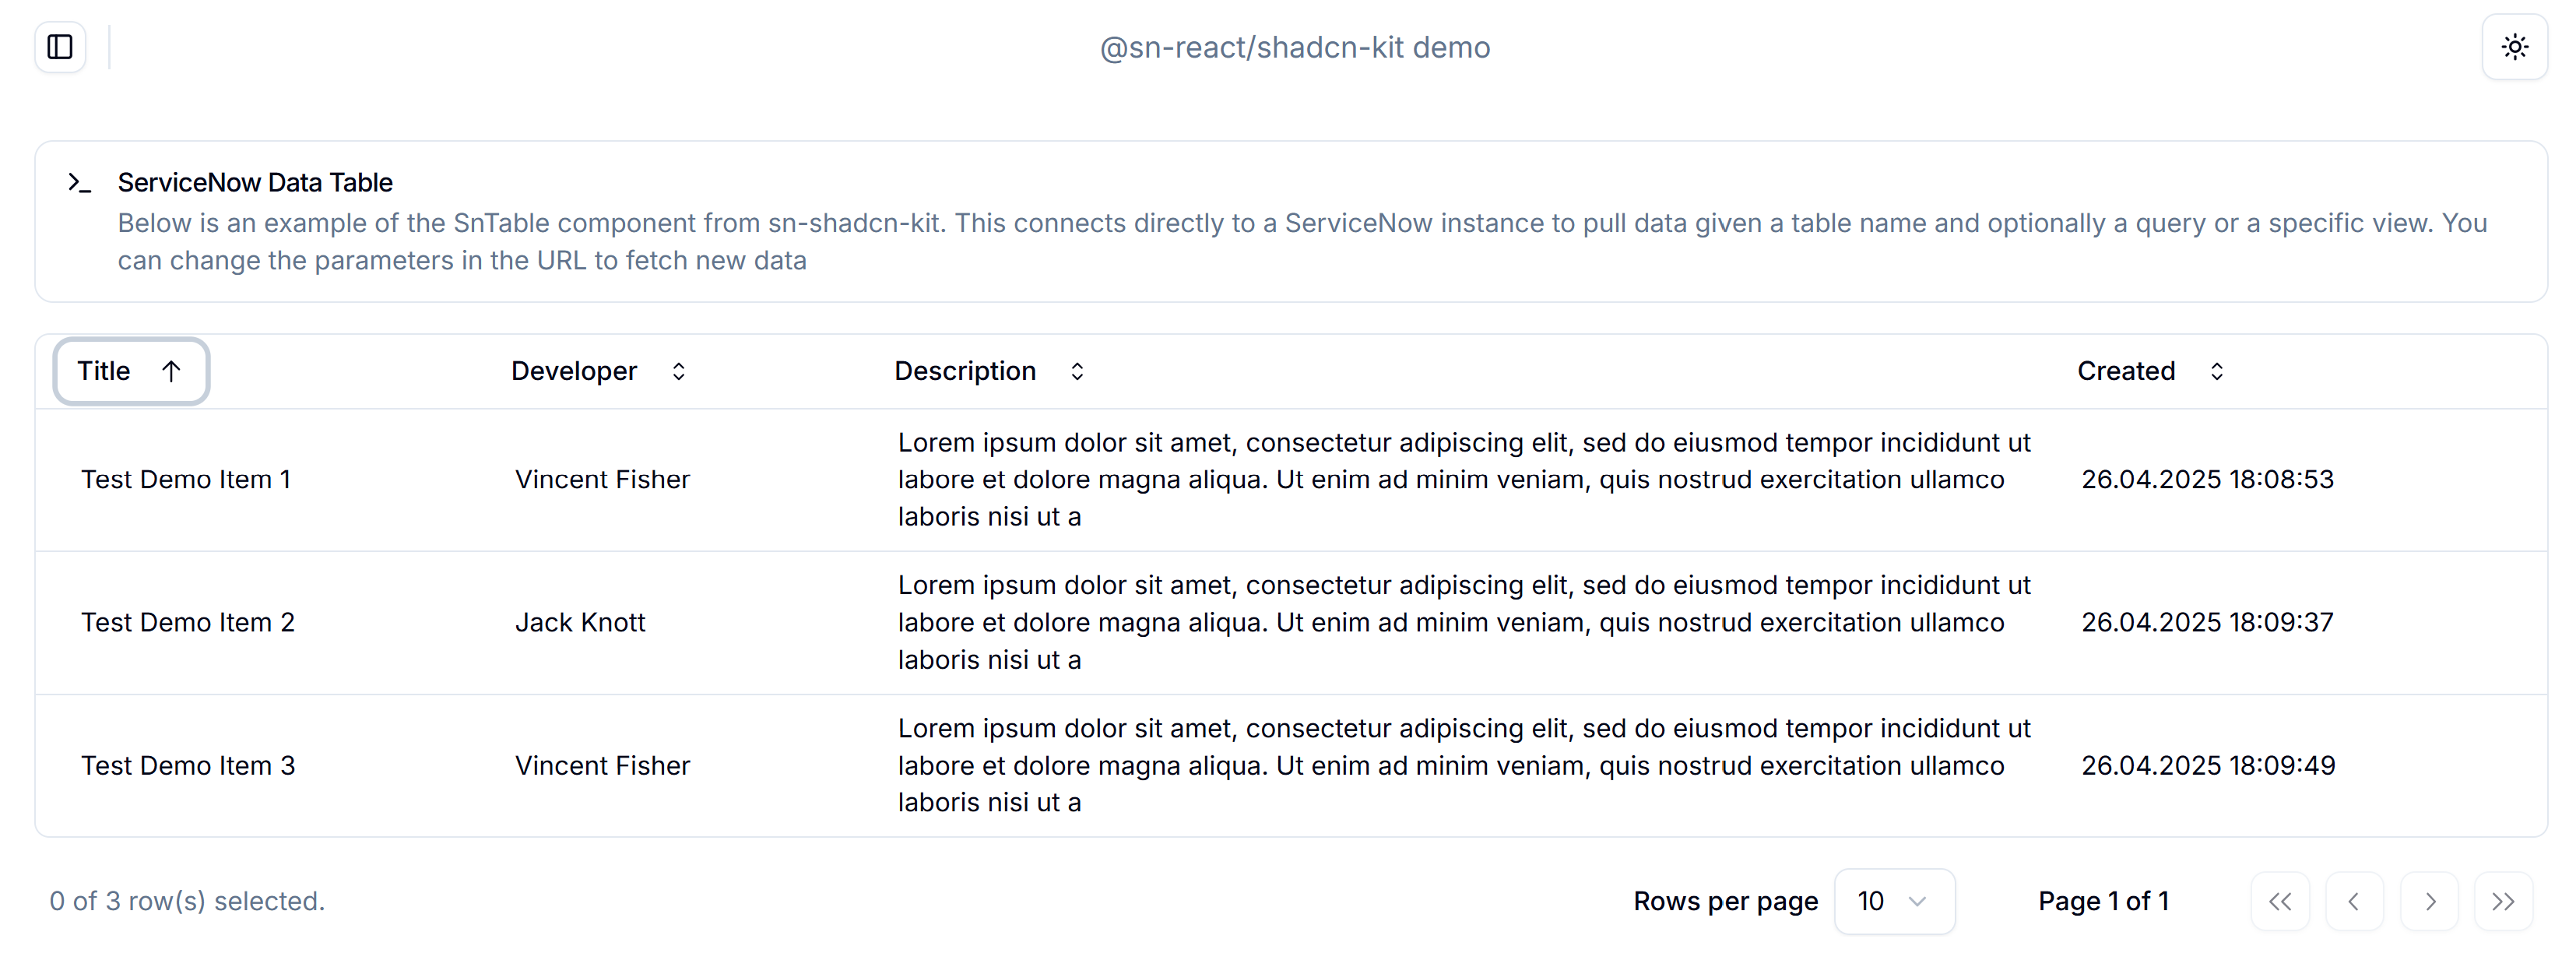 @sn-react/shadcn-kit demo
ServiceNow Data Table
Below is an example of the SnTable component from sn-shadcn-kit. This connects directly to a ServiceNow instance to pull data given a table name and optionally a query or a specific view. You
can change the parameters in the URL to fetch new data
Title Developer Description Created
Lorem ipsum dolor sit amet, consectetur adipiscing elit, sed do eiusmod tempor incididunt ut
Test Demo Item 1 Vincent Fisher labore et dolore magna aliqua. Ut enim ad minim veniam, quis nostrud exercitation ullamco 26.04.2025 18:08:53
laboris nisi ut a
Lorem ipsum dolor sit amet, consectetur adipiscing elit, sed do eiusmod tempor incididunt ut
Test Demo Item 2 Jack Knott labore et dolore magna aliqua. Ut enim ad minim veniam, quis nostrud exercitation ullamco 26.04.2025 18:09:37
laboris nisi ut a
Lorem ipsum dolor sit amet, consectetur adipiscing elit, sed do eiusmod tempor incididunt ut
Test Demo Item 3 Vincent Fisher labore et dolore magna aliqua. Ut enim ad minim veniam, quis nostrud exercitation ullamco 26.04.2025 18:09:49
laboris nisi ut a
0 of 3 row(s) selected. Rows per page 10 Page 1 of 1